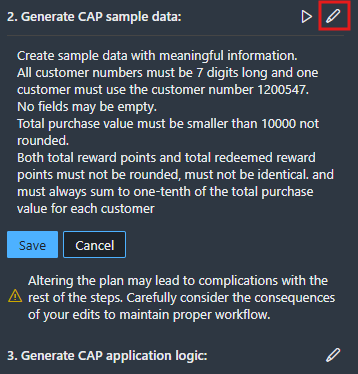 2. Generate CAP sample data:
Create sample data with meaningful information.
All customer numbers must be 7 digits long and one
customer must use the customer number 1200547.
No fields may be empty.
Total purchase value must be smaller than 10000 not
rounded.
Both total reward points and total redeemed reward
points must not be rounded, must not be identical. and
must always sum to one-tenth of the total purchase
value for each customer
Save Cancel
Altering the plan may lead to complications with the
rest of the steps. Carefully consider the consequences
of your edits to maintain proper workflow.
3. Generate CAP application logic: